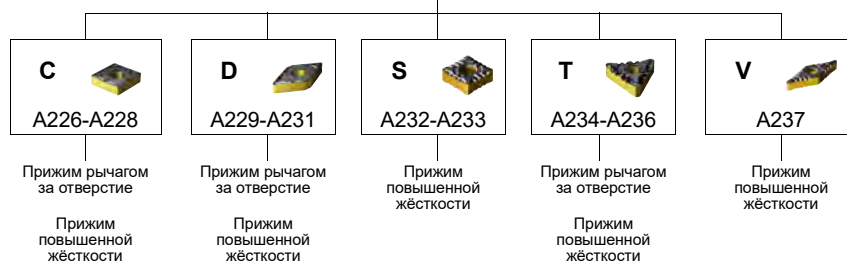 C
D
S
T
V
A226-A228
A229-A231
A232-A233
A234-A236
A237
Прижим рычагом
за отверстие
Прижим
повышенной
жёсткости
Прижим рычагом
за отверстие
Прижим
повышенной
жёсткости
Прижим
повышенной
жёсткости
Прижим рычагом
за отверстие
Прижим
повышенной
жёсткости
Прижим
повышенной
жёсткости